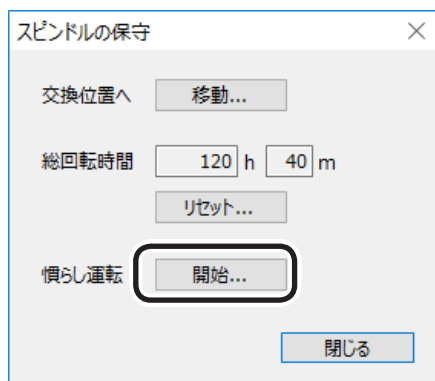 スピンドルの保守
交換位置へ 移動...
総回転時間 120 h 40 m
リセット...
慣らし運転 開始...
閉じる